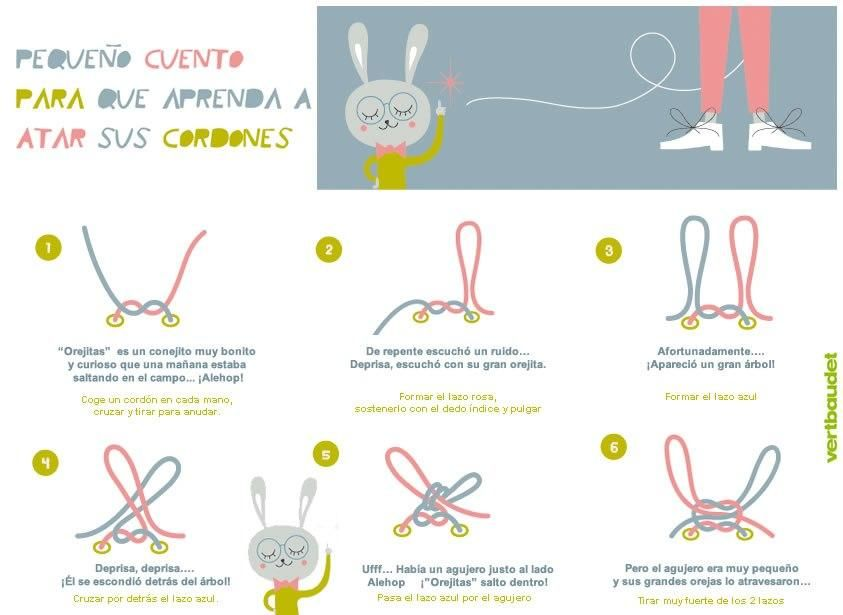 PEQUEÑO CUENTO
PARA QUE APRENDA A
ATAR SUS CORDONES
1
“Orejitas” es un conejito muy bonito
y curioso que una mañana estaba
saltando en el campo... ¡Alehop!
Coge un cordón en cada mano,
cruzar y tirar para anudar.
2
De repente escuchó un ruido...
Deprisa, escuchó con su gran orejita.
Formar el lazo rosa,
sostenerlo con el dedo índice y pulgar
3
Afortunadamente....
¡Apareció un gran árbol!
Formar el lazo azul
vertbaudet
4
Deprisa, deprisa....
¡Él se escondió detrás del árbol!
Cruzar por detrás el lazo azul.
5
Ufff... Habia un agujero justo al lado
Alehop ¡"Orejitas" salto dentro!
Pasa el lazo azul por el agujero
6
Pero el agujero era muy pequeño
y sus grandes orejas lo atravesaron...
Tirar muy fuerte de los 2 lazos